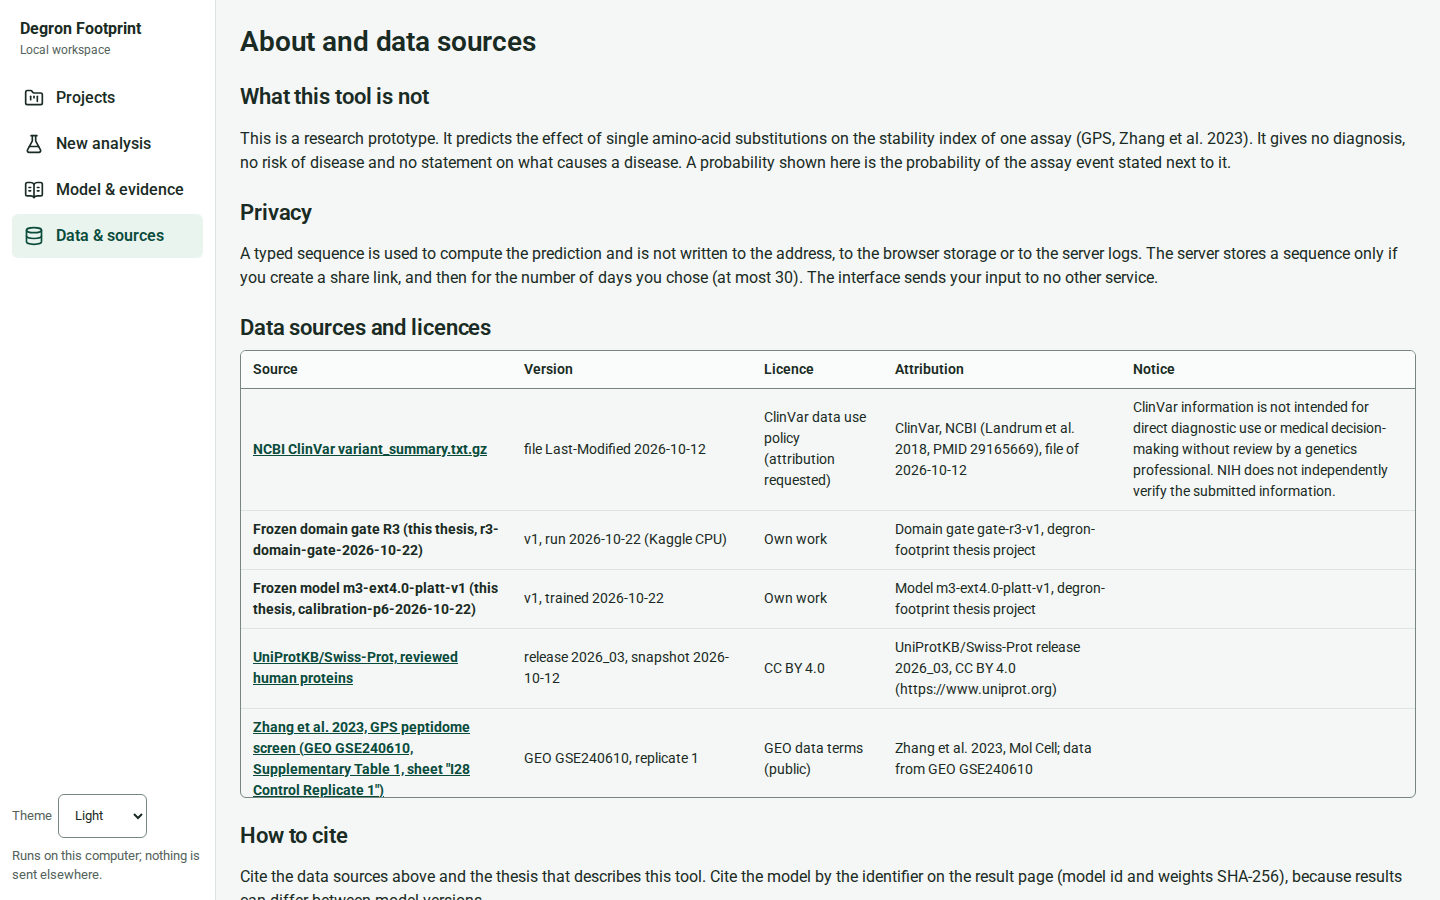 Degron Footprint
Local workspace
Projects
New analysis
Model & evidence
Data & sources
Theme
Light
Runs on this computer; nothing is
sent elsewhere.
About and data sources
What this tool is not
This is a research prototype. It predicts the effect of single amino-acid substitutions on the stability index of one assay (GPS, Zhang et al. 2023). It gives no diagnosis,
no risk of disease and no statement on what causes a disease. A probability shown here is the probability of the assay event stated next to it.
Privacy
A typed sequence is used to compute the prediction and is not written to the address, to the browser storage or to the server logs. The server stores a sequence only if
you create a share link, and then for the number of days you chose (at most 30). The interface sends your input to no other service.
Data sources and licences
Source
Version
Licence
Attribution
Notice
NCBI ClinVar variant_summary.txt.gz
file Last-Modified 2026-10-12
ClinVar data use
policy
(attribution
requested)
ClinVar, NCBI (Landrum et al.
2018, PMID 29165669), file of
2026-10-12
ClinVar information is not intended for
direct diagnostic use or medical decision-
making without review by a genetics
professional. NIH does not independently
verify the submitted information.
Frozen domain gate R3 (this thesis, r3-
domain-gate-2026-10-22)
v1, run 2026-10-22 (Kaggle CPU)
Own work
Domain gate gate-r3-v1, degron-
footprint thesis project
Frozen model m3-ext4.0-platt-v1 (this
thesis, calibration-p6-2026-10-22)
v1, trained 2026-10-22
Own work
Model m3-ext4.0-platt-v1, degron-
footprint thesis project
UniProtKB/Swiss-Prot, reviewed
human proteins
release 2026_03, snapshot 2026-
10-12
CC BY 4.0
UniProtKB/Swiss-Prot release
2026_03, CC BY 4.0
(https://www.uniprot.org)
Zhang et al. 2023, GPS peptidome
screen (GEO GSE240610,
Supplementary Table 1, sheet "I28
Control Replicate 1")
GEO GSE240610, replicate 1
GEO data terms
(public)
Zhang et al. 2023, Mol Cell; data
from GEO GSE240610
How to cite
Cite the data sources above and the thesis that describes this tool. Cite the model by the identifier on the result page (model id and weights SHA-256), because results
can differ between model versions.